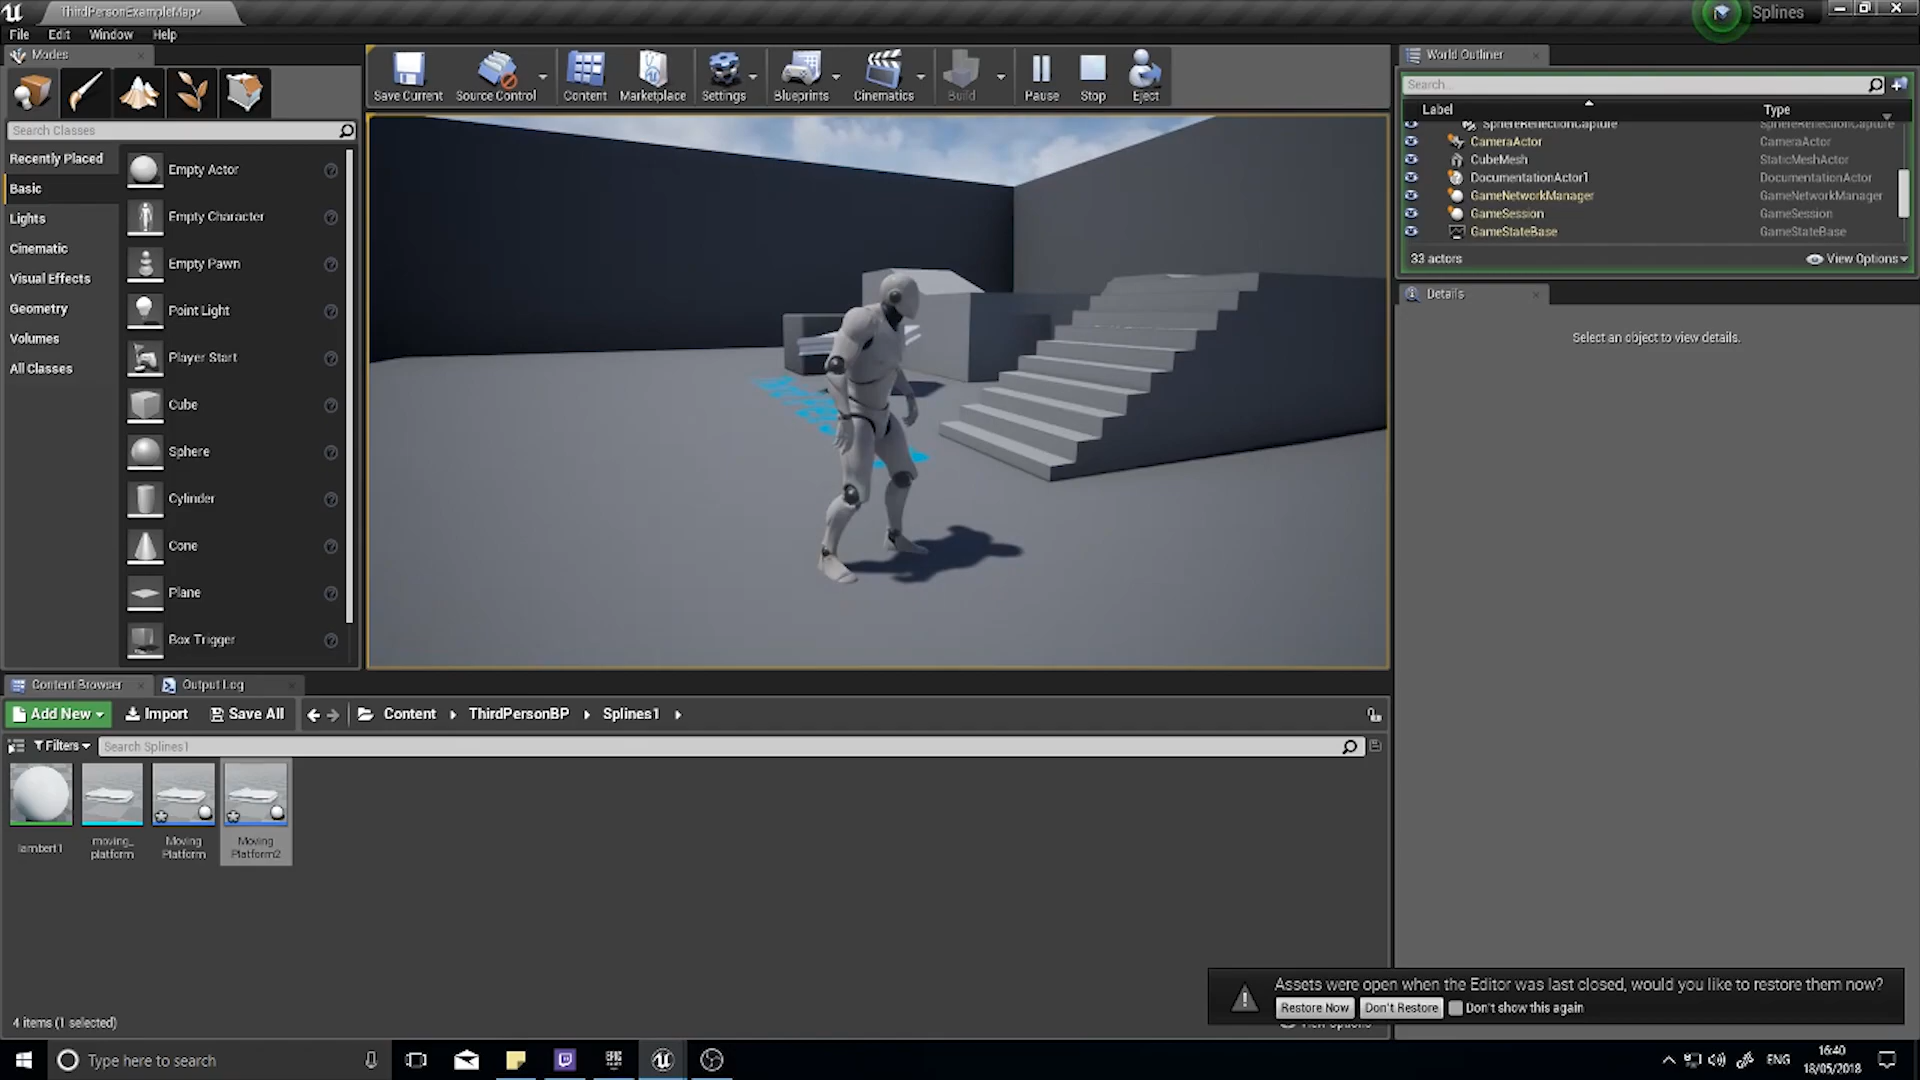 ThirdPersonExampleMap*
Splines
File Edit Window Help
Modes
Save Current Source Control Content Marketplace Settings Blueprints Cinematics Build Pause Stop Eject
World Outliner
Search...
Label Type
SphereReflectionCapture SphereReflectionCapture
CameraActor CameraActor
CubeMesh StaticMeshActor
DocumentationActor1 DocumentationActor
GameNetworkManager GameNetworkManager
GameSession GameSession
GameStateBase GameStateBase
33 actors View Options
Details
Select an object to view details.
Search Classes
Recently Placed
Basic
Lights
Cinematic
Visual Effects
Geometry
Volumes
All Classes
Empty Actor
Empty Character
Empty Pawn
Point Light
Player Start
Cube
Sphere
Cylinder
Cone
Plane
Box Trigger
Content Browser Output Log
Add New Import Save All Content ThirdPersonBP Splines1
Filters Search Splines1
lambert1
moving_
platform
Moving
Platform
Moving
Platform2
4 items (1 selected)
View Options
Assets were open when the Editor was last closed, would you like to restore them now?
Restore Now Don't Restore Don't show this again
Type here to search
EPIC
ENG
16:40
18/05/2018